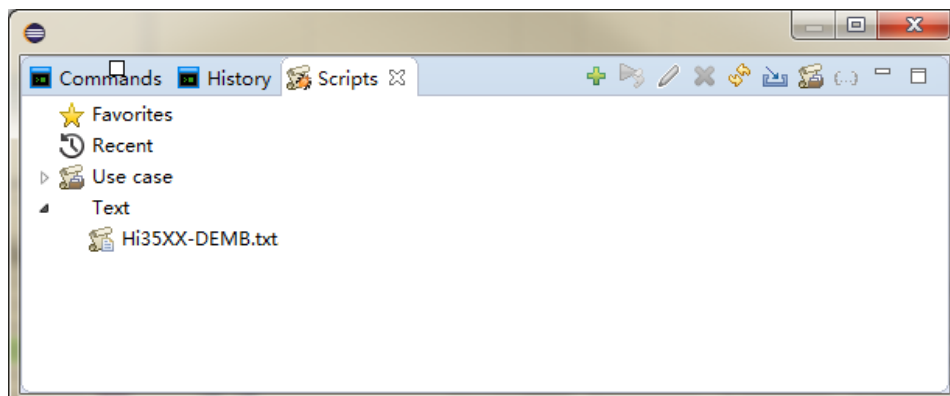 Commands History Scripts
Favorites
Recent
Use case
Text
Hi35XX-DEMB.txt